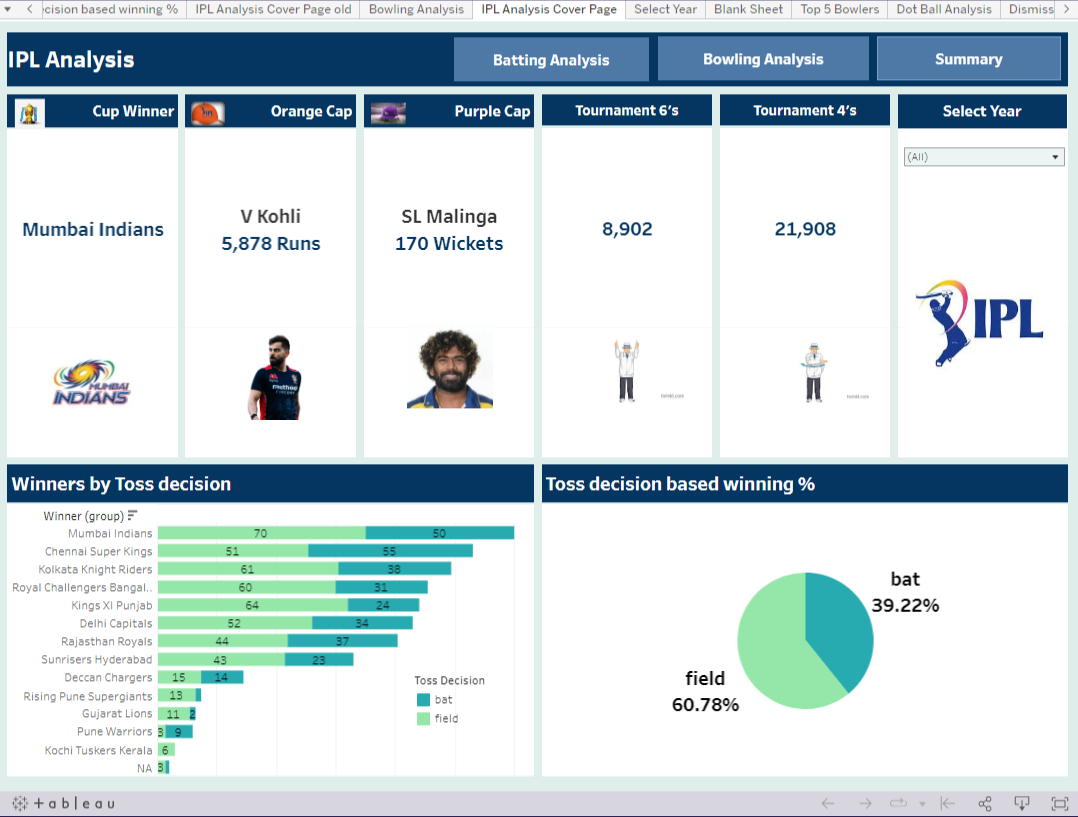 cision based winning %
IPL Analysis Cover Page old
Bowling Analysis
IPL Analysis Cover Page
Select Year
Blank Sheet
Top 5 Bowlers
Dot Ball Analysis
Dismiss
IPL Analysis
Batting Analysis
Bowling Analysis
Summary
Cup Winner
Orange Cap
Purple Cap
Tournament 6's
Tournament 4's
Select Year
(All)
Mumbai Indians
V Kohli
5,878 Runs
SL Malinga
170 Wickets
8,902
21,908
IPL
MUMBAI
INDIANS
Winners by Toss decision
Toss decision based winning %
Winner (group)
Mumbai Indians 70 50
Chennai Super Kings 51 55
Kolkata Knight Riders 61 38
Royal Challengers Bangal.. 60 31
Kings XI Punjab 64 24
Delhi Capitals 52 34
Rajasthan Royals 44 37
Sunrisers Hyderabad 43 23
Deccan Chargers 15 14
Rising Pune Supergiants 13
Gujarat Lions 11 2
Pune Warriors 3 9
Kochi Tuskers Kerala 6
NA 3
Toss Decision
bat
field
bat
39.22%
field
60.78%
+ableau